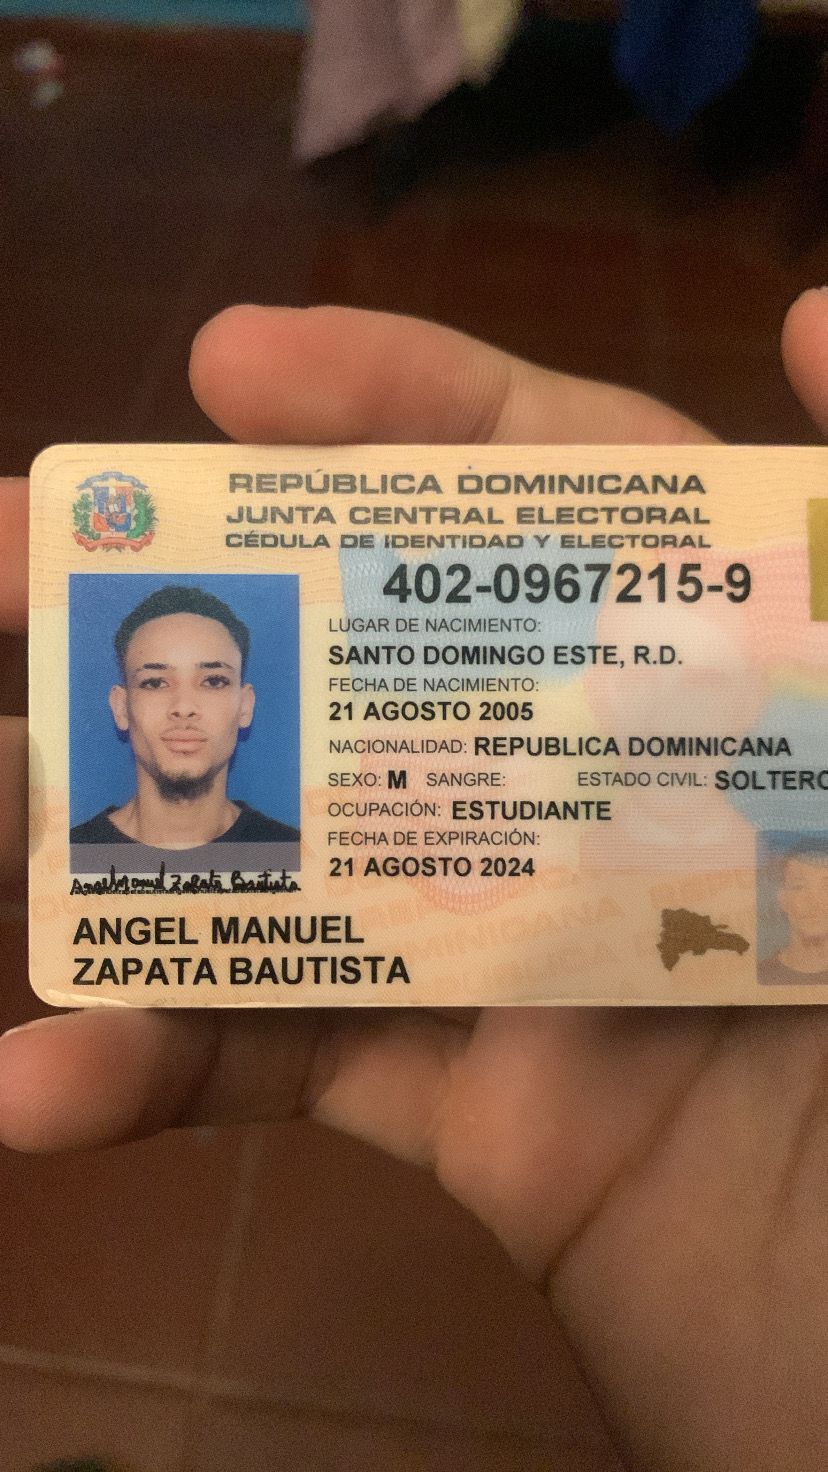 REPÚBLICA DOMINICANA
JUNTA CENTRAL ELECTORAL
CÉDULA DE IDENTIDAD Y ELECTORAL
402-0967215-9
LUGAR DE NACIMIENTO:
SANTO DOMINGO ESTE, R.D.
FECHA DE NACIMIENTO:
21 AGOSTO 2005
NACIONALIDAD: REPUBLICA DOMINICANA
SEXO: M SANGRE: ESTADO CIVIL: SOLTERO
OCUPACIÓN: ESTUDIANTE
FECHA DE EXPIRACIÓN:
21 AGOSTO 2024
Angel Manuel Zapata Bautista
ANGEL MANUEL
ZAPATA BAUTISTA